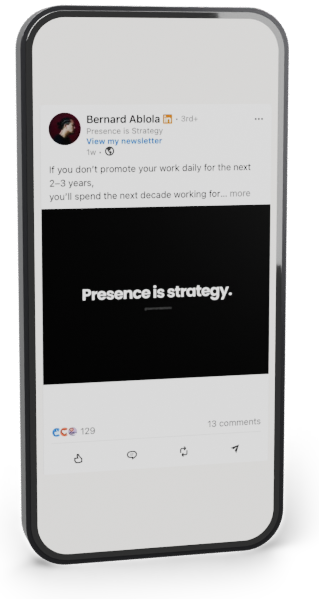 Bernard Ablola · 3rd+
Presence is Strategy
View my newsletter
1w ·
If you don't promote your work daily for the next
2–3 years,
you'll spend the next decade working for... more
Presence is strategy.
129
13 comments